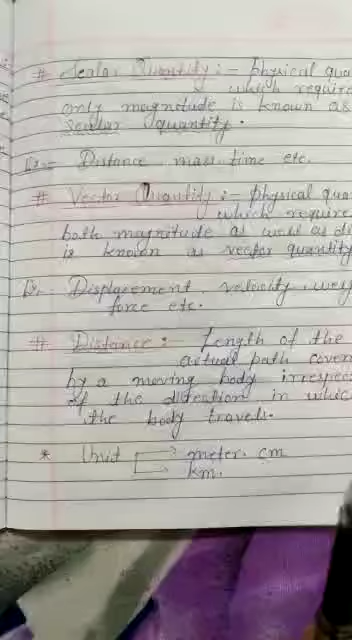 # Scalar Quantity :- Physical qua
which require
only magnitude is known as
scalar quantity.
Ex:- Distance, mass, time etc.
# Vector Quantity :- Physical qua
which require
both magnitude as well as di
is known as vector quantity
Ex:- Displacement, velocity,
force etc.
# Distance :- Length of the
actual path cover
by a moving body irrespec
of the direction in whic
the body travels.
* Unit → meter. cm
→ km.